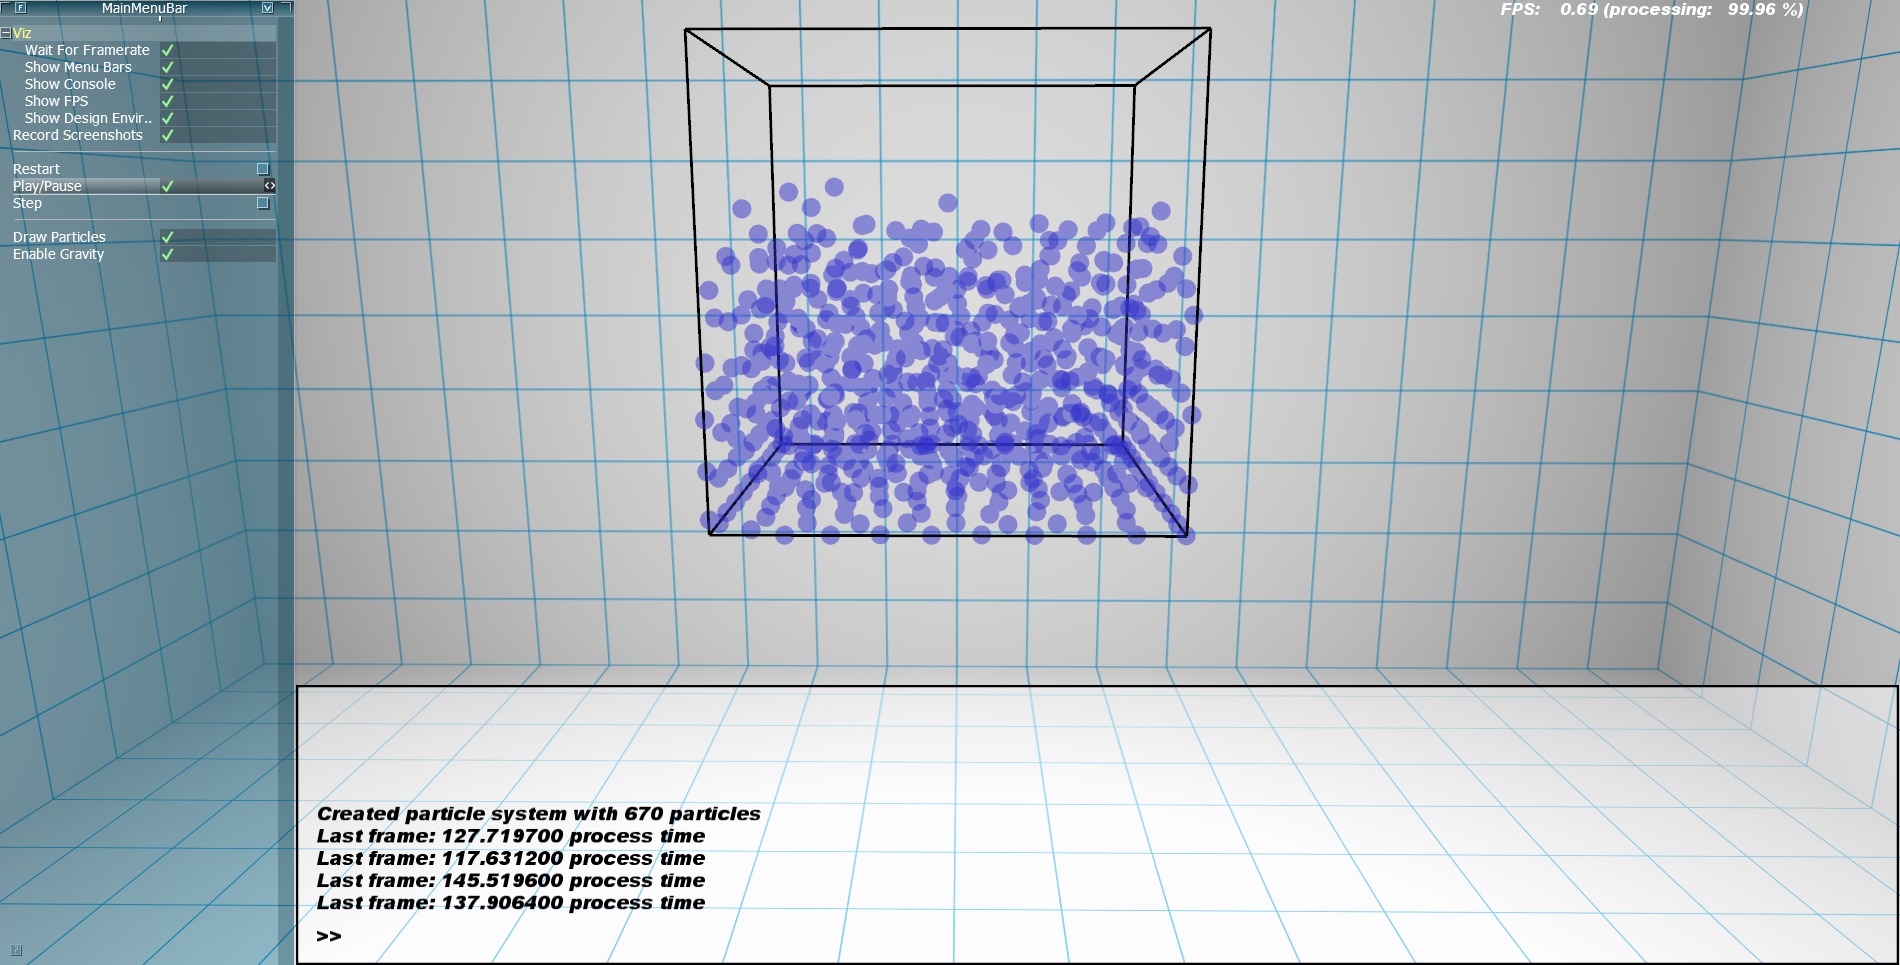 MainMenuBar
FPS: 0.69 (processing: 99.96 %)
Viz
Wait For Framerate
Show Menu Bars
Show Console
Show FPS
Show Design Envir..
Record Screenshots
Restart
Play/Pause
Step
Draw Particles
Enable Gravity
Created particle system with 670 particles
Last frame: 127.719700 process time
Last frame: 117.631200 process time
Last frame: 145.519600 process time
Last frame: 137.906400 process time
>>